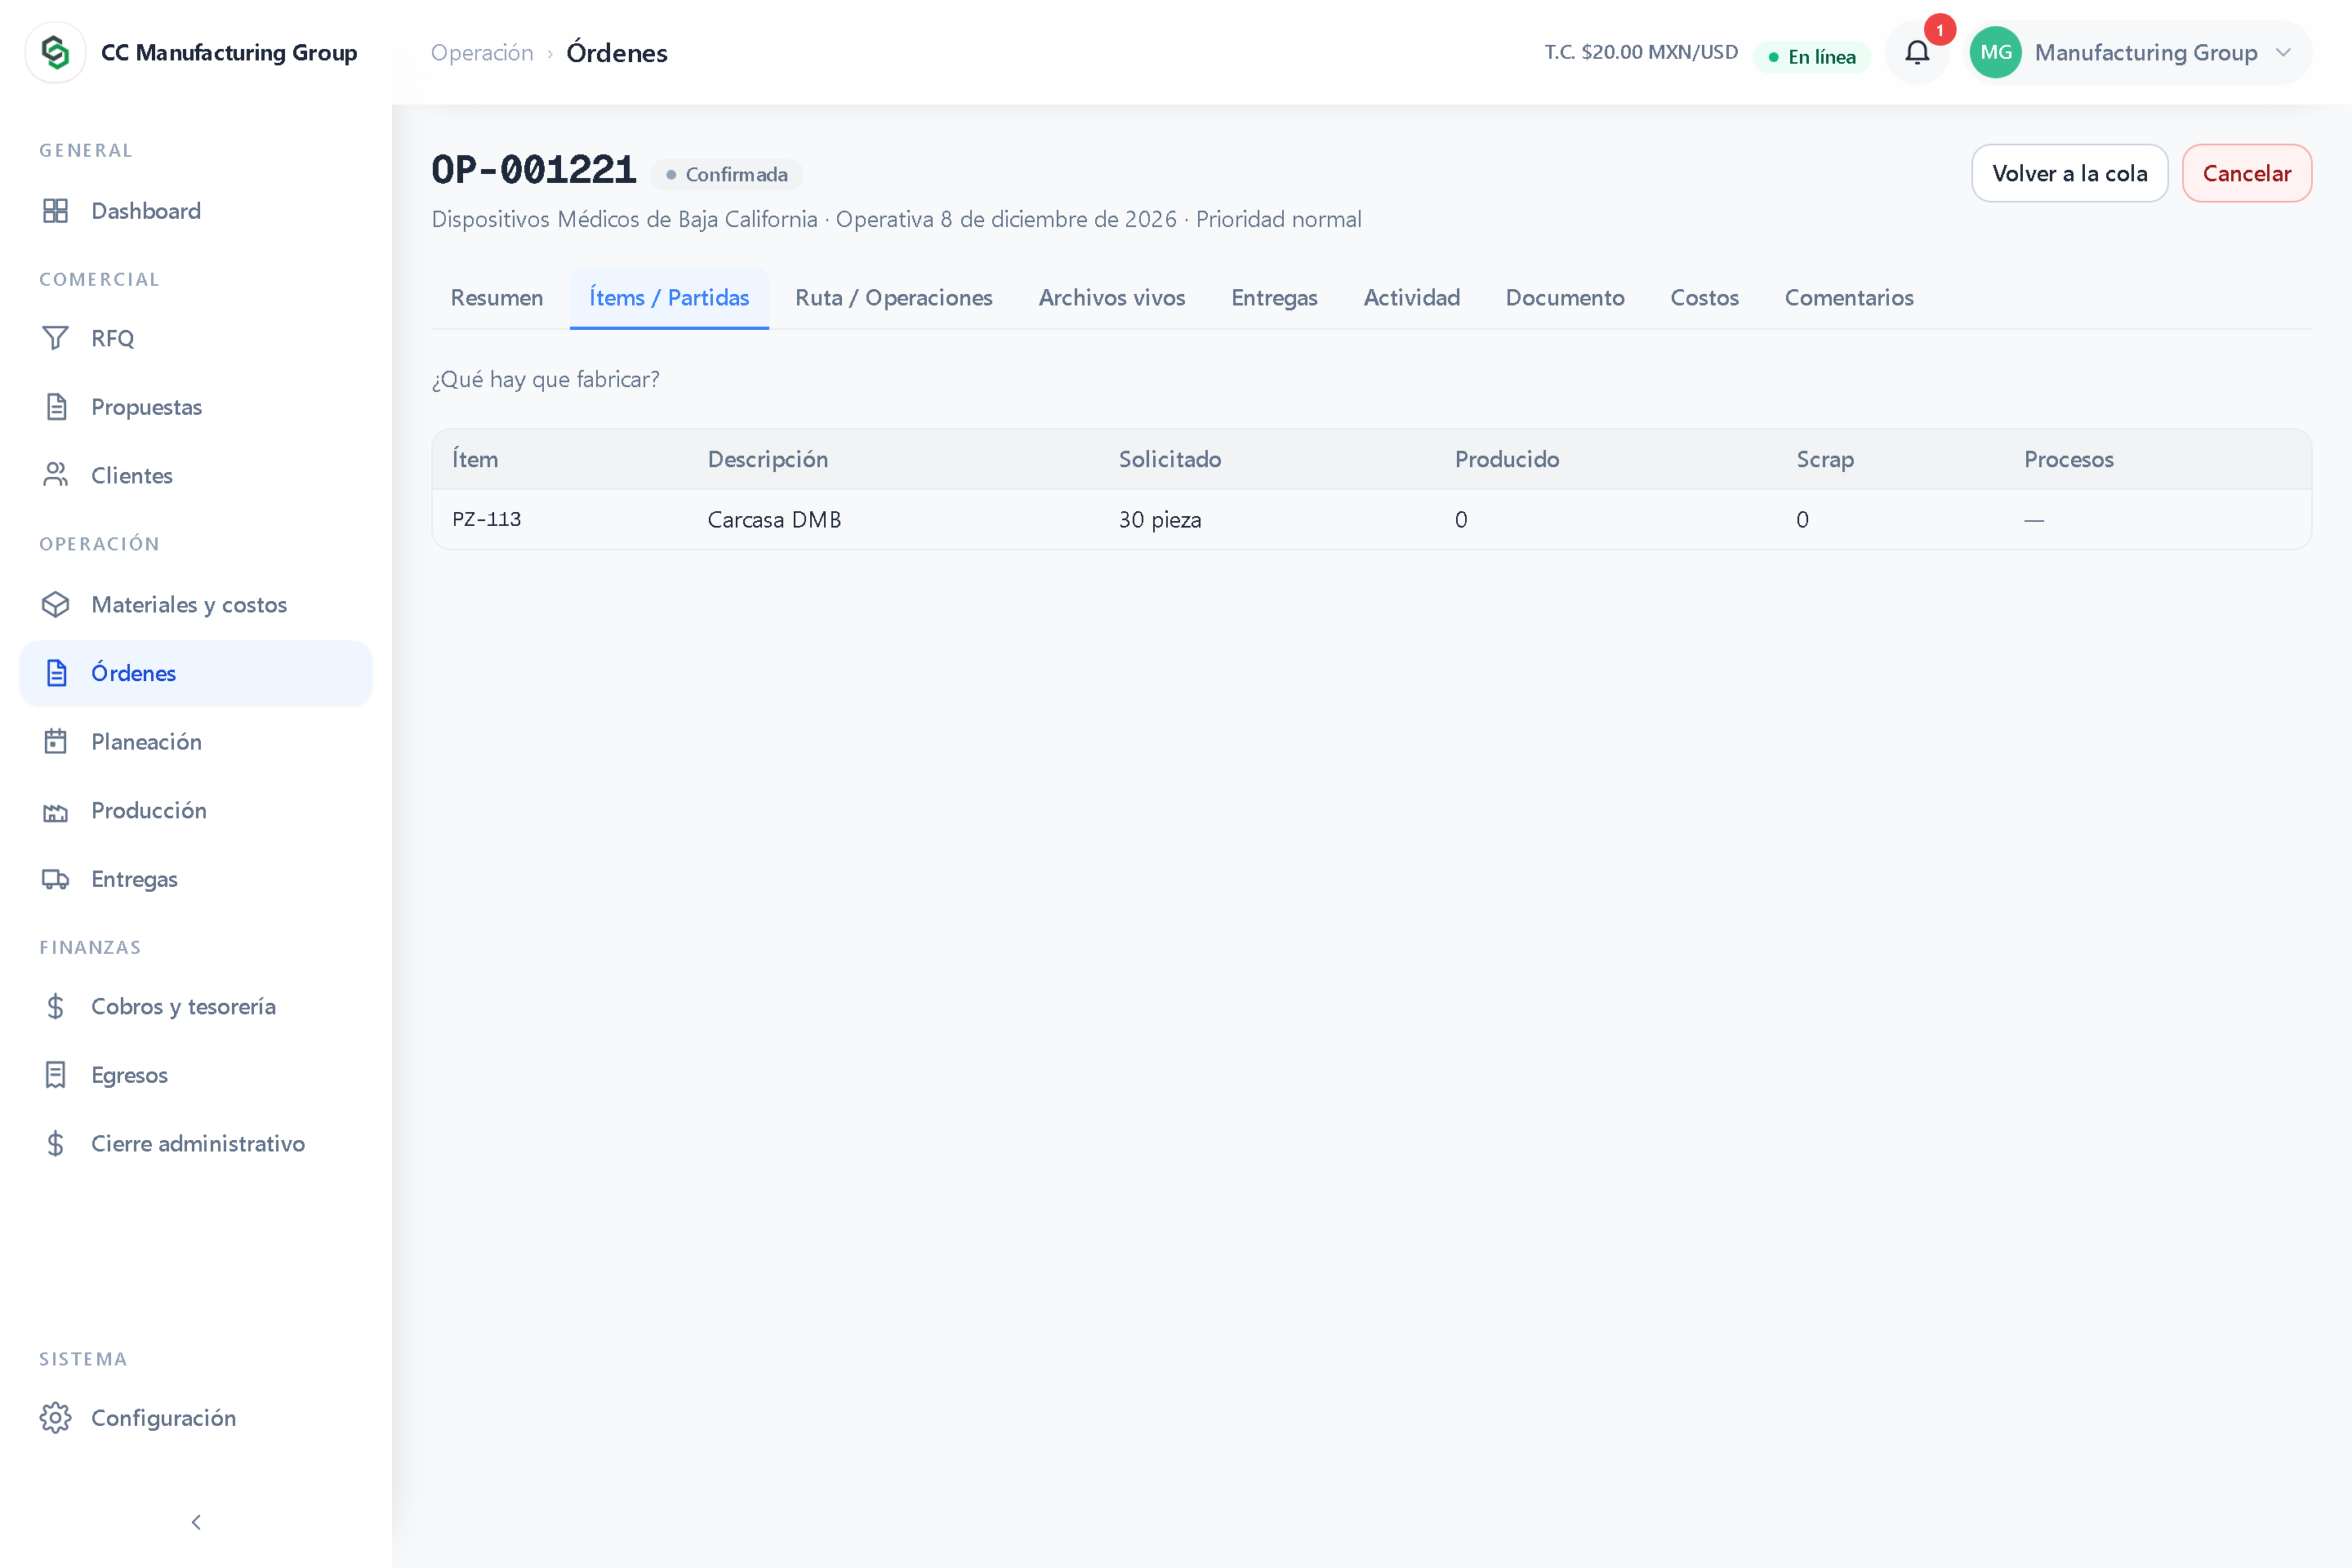 CC Manufacturing Group
Operación › Órdenes
T.C. $20.00 MXN/USD
En línea
1
MG
Manufacturing Group
GENERAL
Dashboard
COMERCIAL
RFQ
Propuestas
Clientes
OPERACIÓN
Materiales y costos
Órdenes
Planeación
Producción
Entregas
FINANZAS
Cobros y tesorería
Egresos
Cierre administrativo
SISTEMA
Configuración
OP-001221 Confirmada
Volver a la cola
Cancelar
Dispositivos Médicos de Baja California · Operativa 8 de diciembre de 2026 · Prioridad normal
Resumen Ítems / Partidas Ruta / Operaciones Archivos vivos Entregas Actividad Documento Costos Comentarios
¿Qué hay que fabricar?
Ítem Descripción Solicitado Producido Scrap Procesos
PZ-113 Carcasa DMB 30 pieza 0 0 —